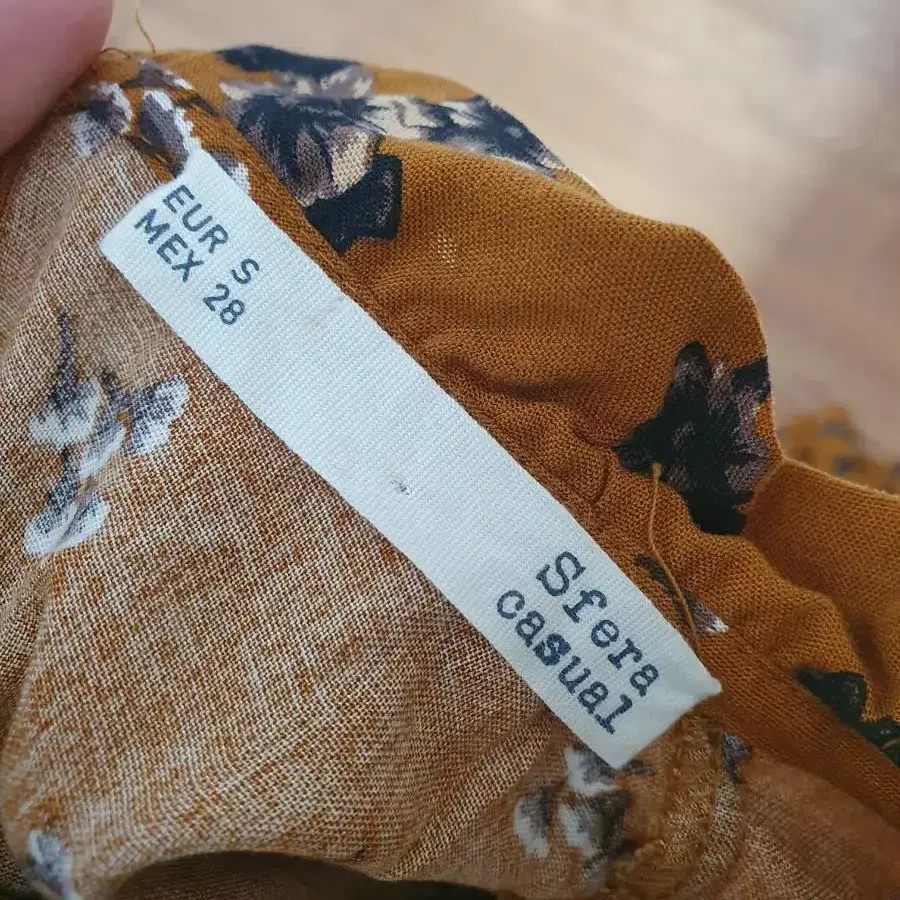 EUR S
MEX 28
Sfera
casual